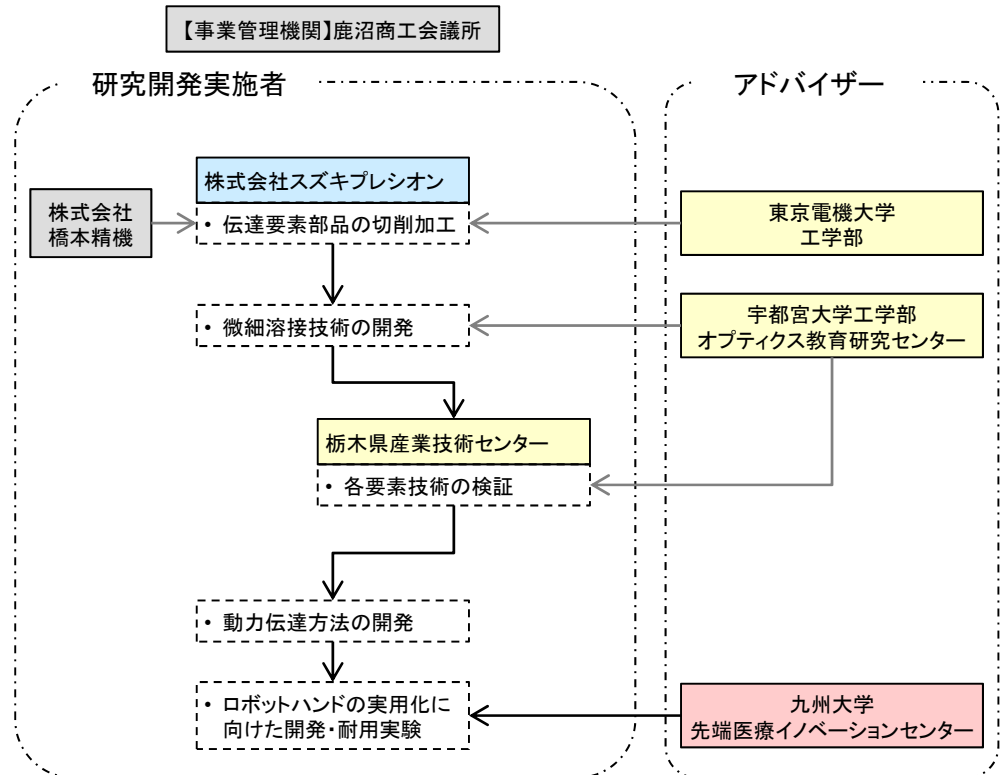 【事業管理機関】鹿沼商工会議所
研究開発実施者
アドバイザー
株式会社スズキプレシオン
株式会社
橋本精機
• 伝達要素部品の切削加工
東京電機大学
工学部
• 微細溶接技術の開発
宇都宮大学工学部
オプティクス教育研究センター
栃木県産業技術センター
• 各要素技術の検証
• 動力伝達方法の開発
• ロボットハンドの実用化に
向けた開発・耐用実験
九州大学
先端医療イノベーションセンター